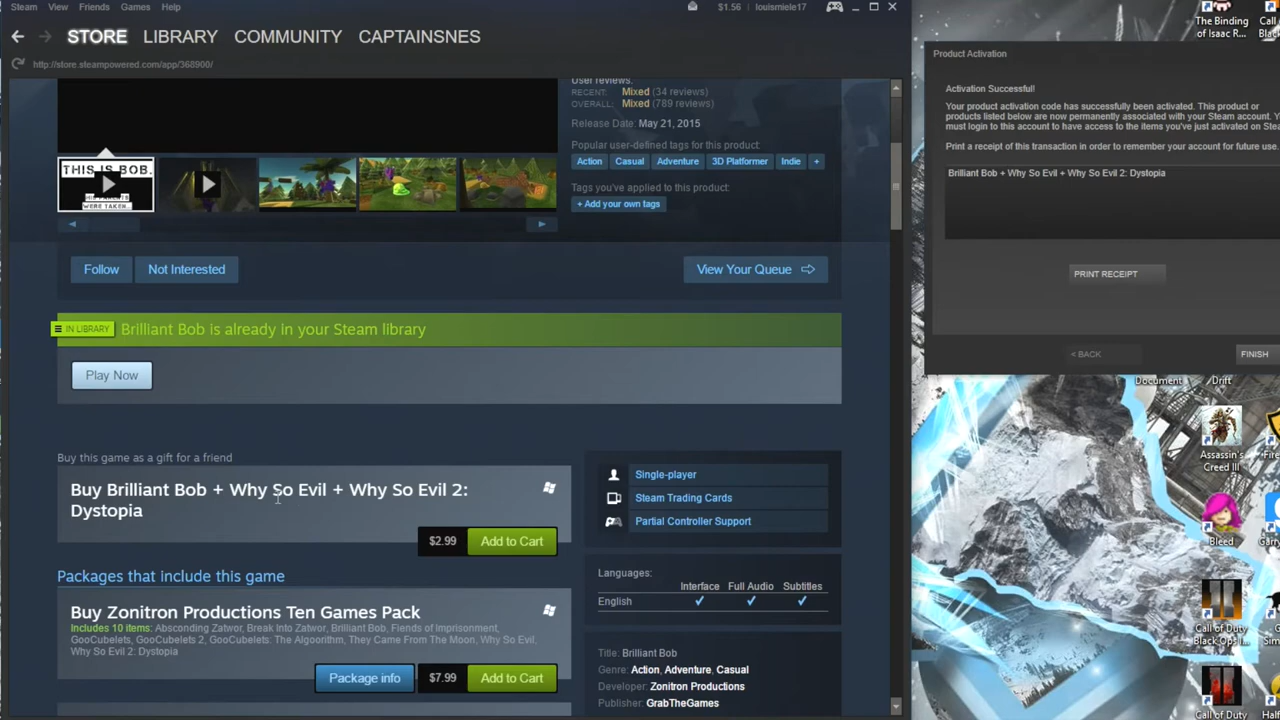 Steam View Friends Games Help
$1.56 louismiele17
STORE LIBRARY COMMUNITY CAPTAINSNES
http://store.steampowered.com/app/368900/
User reviews:
RECENT: Mixed (34 reviews)
OVERALL: Mixed (789 reviews)
Release Date: May 21, 2015
Popular user-defined tags for this product:
Action Casual Adventure 3D Platformer Indie +
Tags you've applied to this product:
+ Add your own tags
THIS IS BOB.
HIS PARENTS
WERE TAKEN..
Follow Not Interested View Your Queue
IN LIBRARY Brilliant Bob is already in your Steam library
Play Now
Buy this game as a gift for a friend
Buy Brilliant Bob + Why So Evil + Why So Evil 2:
Dystopia
$2.99 Add to Cart
Packages that include this game
Buy Zonitron Productions Ten Games Pack
Includes 10 items: Absconding Zatwor, Break Into Zatwor, Brilliant Bob, Fiends of Imprisonment,
GooCubelets, GooCubelets 2, GooCubelets: The Algoorithm, They Came From The Moon, Why So Evil,
Why So Evil 2: Dystopia
Package info $7.99 Add to Cart
Single-player
Steam Trading Cards
Partial Controller Support
Languages:
Interface Full Audio Subtitles
English
Title: Brilliant Bob
Genre: Action, Adventure, Casual
Developer: Zonitron Productions
Publisher: GrabTheGames
The Binding
of Isaac R...
Call
Blac
Product Activation
Activation Successful!
Your product activation code has successfully been activated. This product or
products listed below are now permanently associated with your Steam account. Y
must login to this account to have access to the items you've just activated on Stea
Print a receipt of this transaction in order to remember your account for future use.
Brilliant Bob + Why So Evil + Why So Evil 2: Dystopia
PRINT RECEIPT
< BACK FINISH
Document Drift
Assassin's
Creed III
Fire
Bleed
Garry
Call of Duty
Black Ops I...
G
Sim
Call of Duty
Half